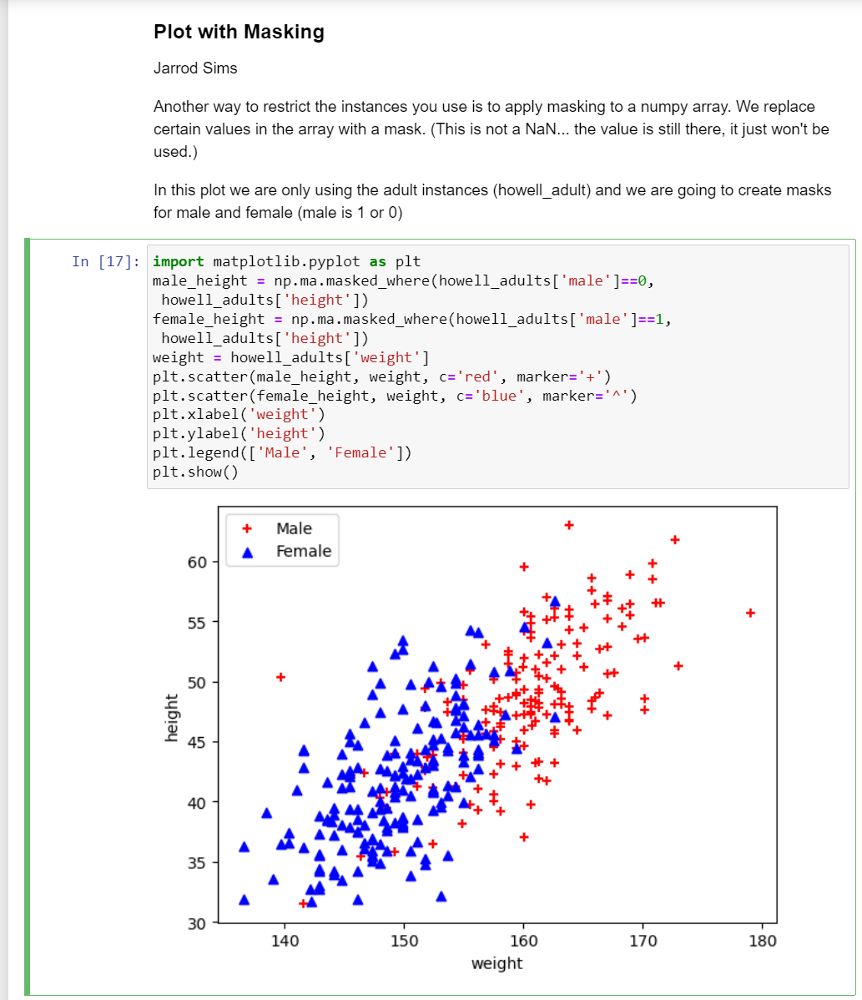 Plot with Masking
Jarrod Sims
Another way to restrict the instances you use is to apply masking to a numpy array. We replace
certain values in the array with a mask. (This is not a NaN... the value is still there, it just won't be
used.)
In this plot we are only using the adult instances (howell_adult) and we are going to create masks
for male and female (male is 1 or 0)
In [17]: import matplotlib.pyplot as plt
male_height = np.ma.masked_where(howell_adults['male']==0,
howell_adults['height'])
female_height = np.ma.masked_where(howell_adults['male']==1,
howell_adults['height'])
weight = howell_adults['weight']
plt.scatter(male_height, weight, c='red', marker='+')
plt.scatter(female_height, weight, c='blue', marker='^')
plt.xlabel('weight')
plt.ylabel('height')
plt.legend(['Male', 'Female'])
plt.show()
Male
Female
60
55
50
45
40
35
30
height
140 150 160 170 180
weight